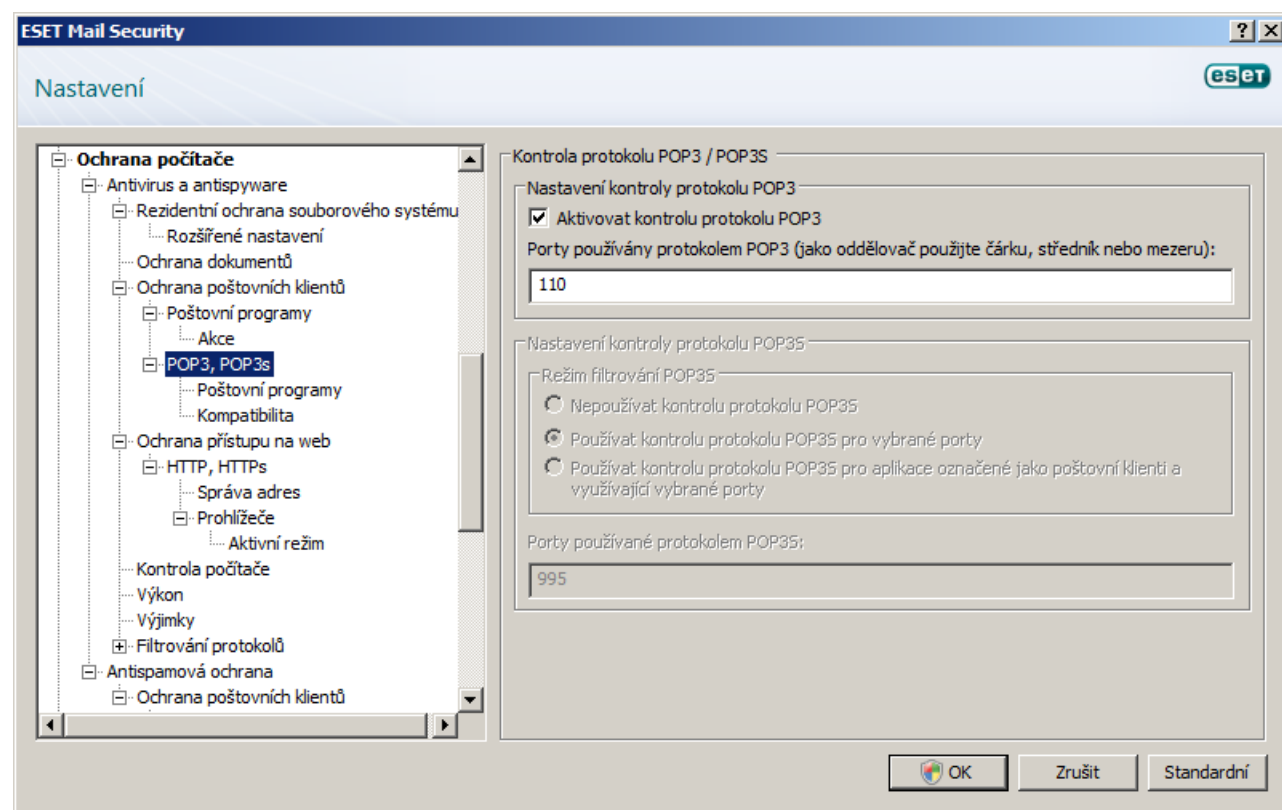 ESET Mail Security
Nastavení
eset
Ochrana počítače
Antivirus a antispyware
Rezidentní ochrana souborového systému
Rozšířené nastavení
Ochrana dokumentů
Ochrana poštovních klientů
Poštovní programy
Akce
POP3, POP3s
Poštovní programy
Kompatibilita
Ochrana přístupu na web
HTTP, HTTPs
Správa adres
Prohlížeče
Aktivní režim
Kontrola počítače
Výkon
Výjimky
Filtrování protokolů
Antispamová ochrana
Ochrana poštovních klientů
Kontrola protokolu POP3 / POP3S
Nastavení kontroly protokolu POP3
Aktivovat kontrolu protokolu POP3
Porty používány protokolem POP3 (jako oddělovač použijte čárku, středník nebo mezeru):
110
Nastavení kontroly protokolu POP3S
Režim filtrování POP3S
Nepoužívat kontrolu protokolu POP3S
Používat kontrolu protokolu POP3S pro vybrané porty
Používat kontrolu protokolu POP3S pro aplikace označené jako poštovní klienti a
využívající vybrané porty
Porty používané protokolem POP3S:
995
OK
Zrušit
Standardní